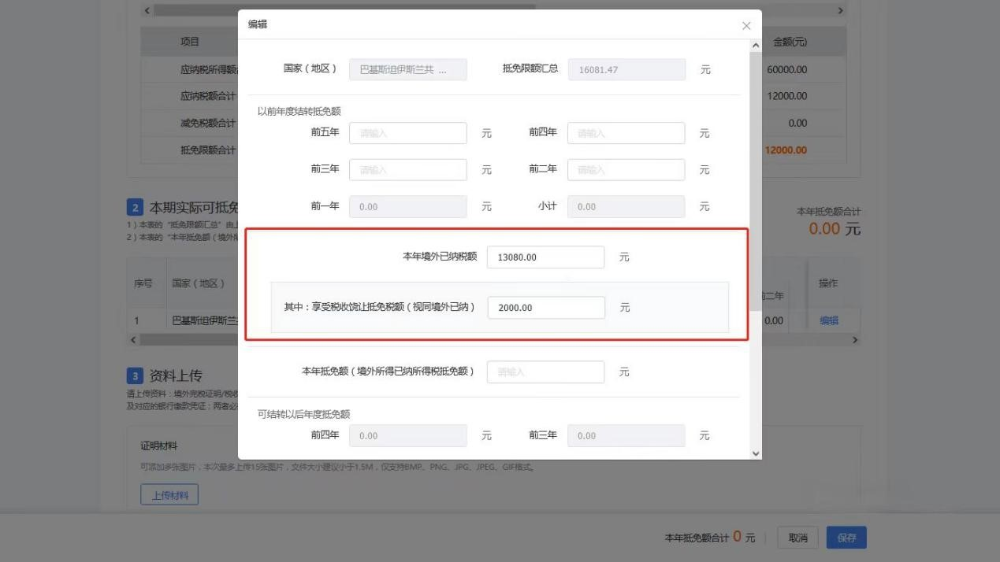 编辑
国家（地区） 巴基斯坦伊斯兰共 ... 抵免限额汇总 16081.47 元
以前年度结转抵免额
前五年 请输入 元 前四年 请输入 元
前三年 请输入 元 前二年 请输入 元
前一年 0.00 元 小计 0.00 元
本年境外已纳税额 13080.00 元
其中：享受税收饶让抵免税额（视同境外已纳） 2000.00 元
本年抵免额（境外所得已纳所得税抵免额） 请输入 元
可结转以后年度抵免额
前四年 0.00 元 前三年 0.00 元
项目 金额(元)
应纳税所得额 60000.00
应纳税额合计 12000.00
减免税额合计 0.00
抵免限额合计 12000.00
2 本期实际可抵免
1）本表的“抵免限额汇总”由
2）本表的“本年抵免额（境外
本年抵免额合计
0.00 元
序号 国家（地区） 操作
二年
1 巴基斯坦伊斯兰 0.00 编辑
3 资料上传
请上传资料：境外完税证明/税收
及对应的银行缴款凭证；两者必
证明材料
可添加多张图片，本次最多上传15张图片，文件大小建议小于1.5M，仅支持BMP、PNG、JPG、JPEG、GIF格式。
上传材料
本年抵免额合计 0 元 取消 保存